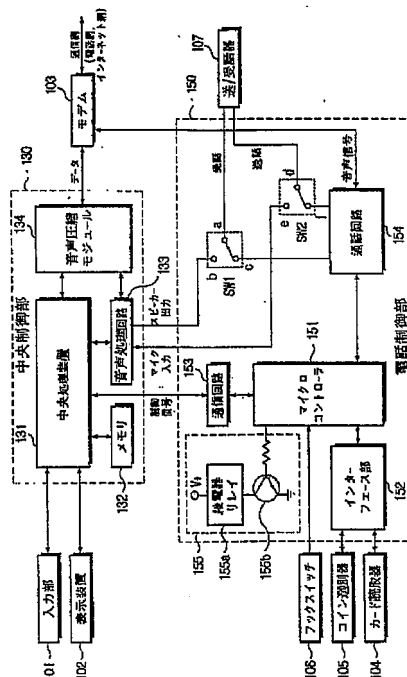 通信網
(電話網,
インターネット網)
103
モデム
データ
130
中央制御部
134
音声圧縮
モジュール
133
音声処理回路
131
中央処理装置
132
メモリ
スピーカー
出力
マイク
入力
制御
信号
101
入力部
102
表示装置
107
送/受話器
150
受話
送話
音声信号
a
b
c
SW1
d
e
SW2
154
通話回路
電話制御部
151
マイクロ
コントローラ
153
通信回路
152
インター
フェース部
155
155a
155b
継電器
リレイ
106
フックスイッチ
105
コイン選別器
104
カード読取器